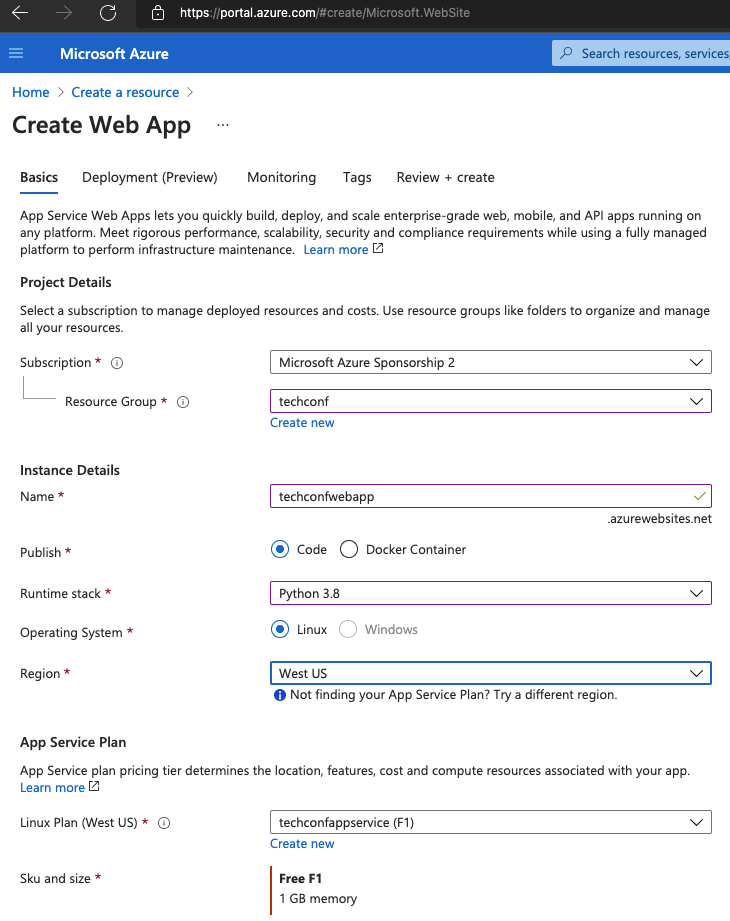 https://portal.azure.com/#create/Microsoft.WebSite
Microsoft Azure
Search resources, services,
Home > Create a resource >
Create Web App ...
Basics Deployment (Preview) Monitoring Tags Review + create
App Service Web Apps lets you quickly build, deploy, and scale enterprise-grade web, mobile, and API apps running on
any platform. Meet rigorous performance, scalability, security and compliance requirements while using a fully managed
platform to perform infrastructure maintenance. Learn more
Project Details
Select a subscription to manage deployed resources and costs. Use resource groups like folders to organize and manage
all your resources.
Subscription * Microsoft Azure Sponsorship 2
Resource Group * techconf
Create new
Instance Details
Name * techconfwebapp
.azurewebsites.net
Publish * Code Docker Container
Runtime stack * Python 3.8
Operating System * Linux Windows
Region * West US
Not finding your App Service Plan? Try a different region.
App Service Plan
App Service plan pricing tier determines the location, features, cost and compute resources associated with your app.
Learn more
Linux Plan (West US) * techconfappservice (F1)
Create new
Sku and size * Free F1
1 GB memory